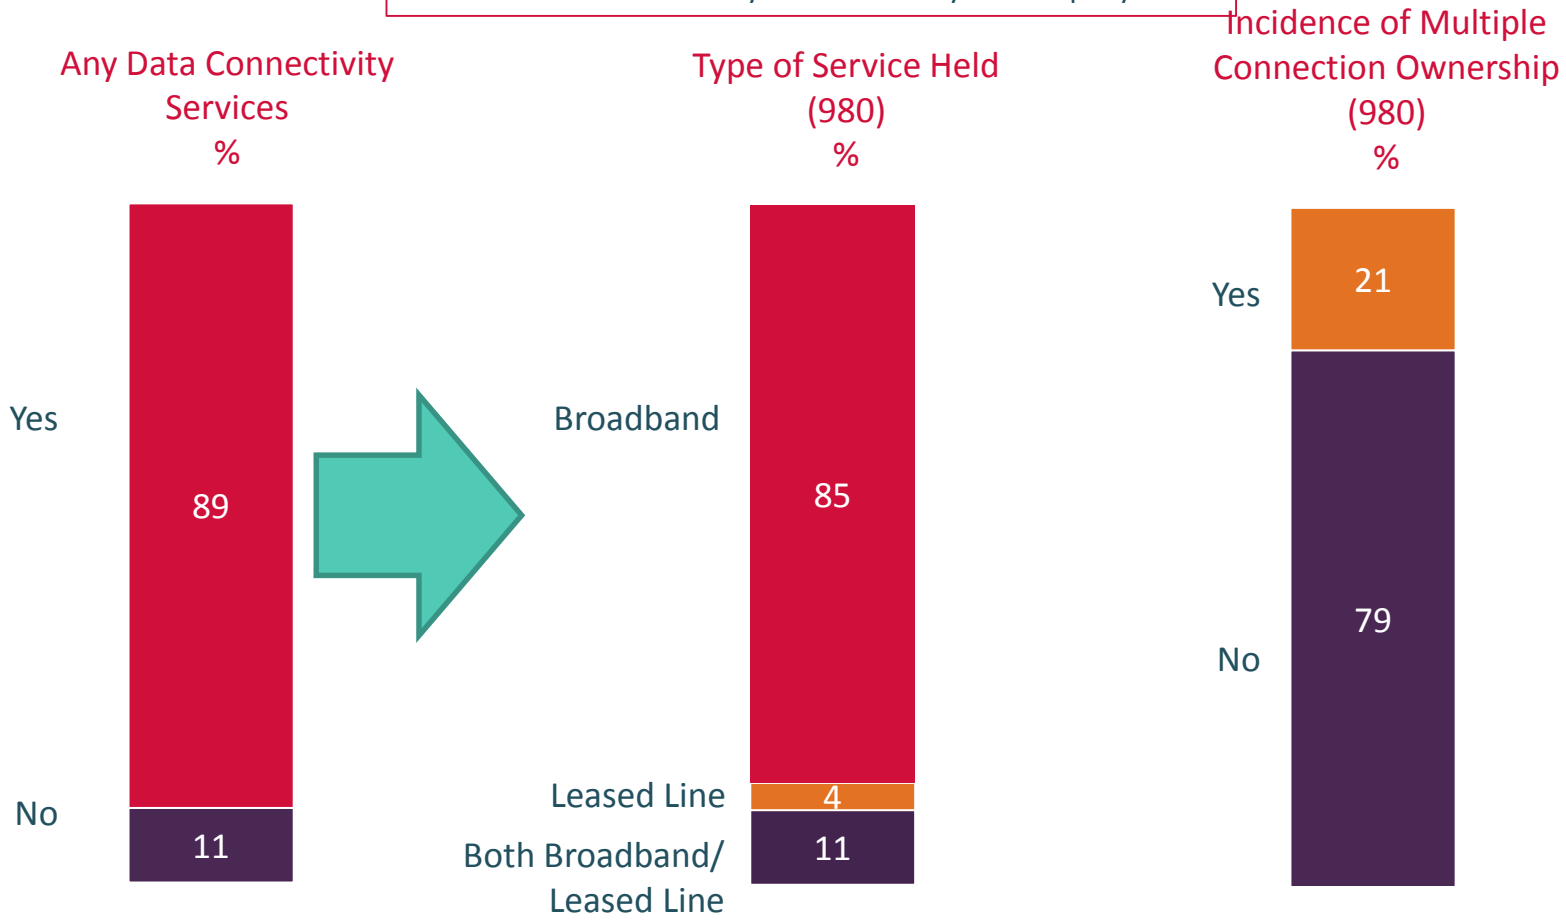 Any Data Connectivity
Services
%
Yes
89
No
11
Type of Service Held
(980)
%
Broadband
85
Leased Line
4
Both Broadband/
Leased Line
11
Incidence of Multiple
Connection Ownership
(980)
%
Yes
21
No
79